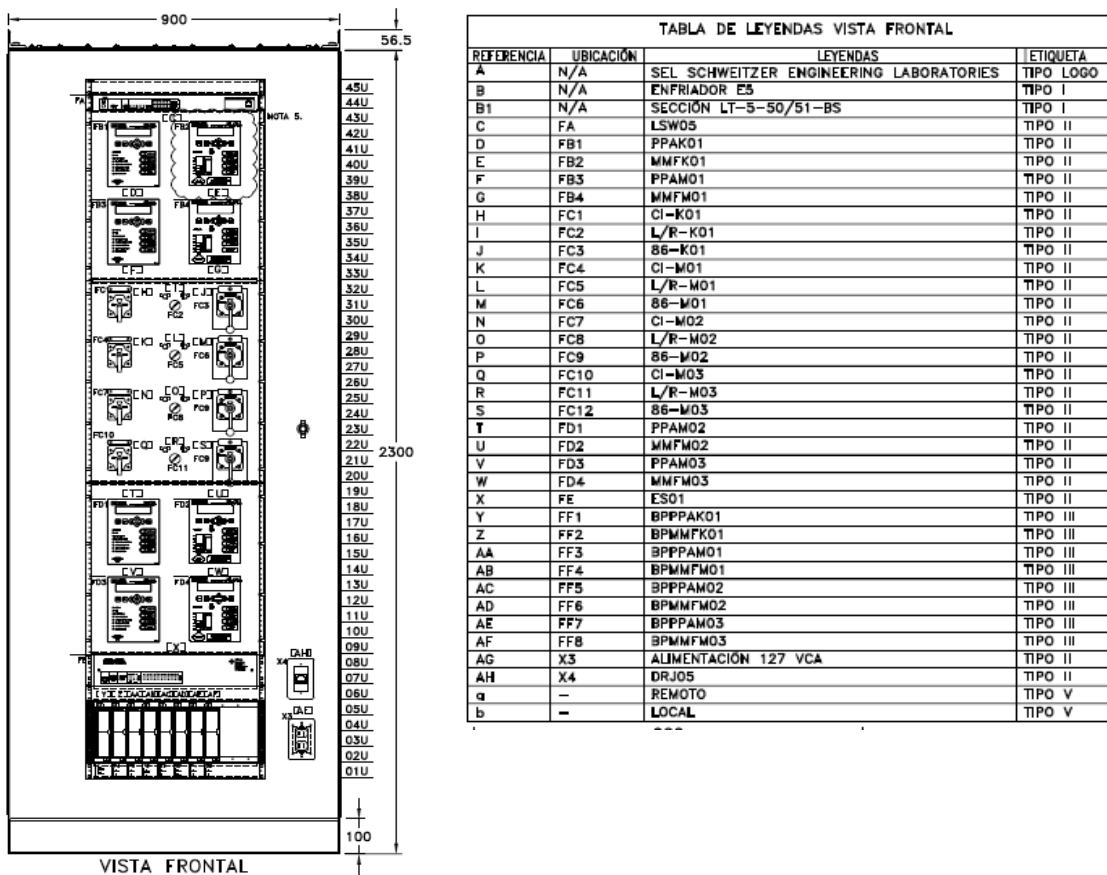 900
56.5
45U
44U
FA
43U
NOTA 5.
[C]
FB1
FB2
42U
41U
40U
39U
[D]
[E]
38U
FB3
FB4
37U
36U
35U
34U
[F]
[G]
33U
32U
[H]
[I]
[J]
FC2
FC3
31U
30U
29U
FC4
[K]
[L]
[M]
28U
FC5
FC6
27U
26U
FC7
[N]
[O]
[P]
25U
FC9
24U
23U
FC10
22U
[Q]
[R]
[S]
21U
FC11
FC9
2300
20U
19U
[T]
[U]
FD1
FD2
18U
17U
16U
15U
[V]
[W]
14U
FD3
FD4
13U
12U
11U
10U
[X]
09U
FE
[AH]
08U
X4
07U
06U
[AE]
05U
X3
04U
03U
02U
01U
100
VISTA FRONTAL
TABLA DE LEYENDAS VISTA FRONTAL
REFERENCIA UBICACIÓN LEYENDAS ETIQUETA
A N/A SEL SCHWEITZER ENGINEERING LABORATORIES TIPO LOGO
B N/A ENFRIADOR E5 TIPO I
B1 N/A SECCIÓN LT-5-50/51-BS TIPO I
C FA LSW05 TIPO II
D FB1 PPAK01 TIPO II
E FB2 MMFK01 TIPO II
F FB3 PPAM01 TIPO II
G FB4 MMFM01 TIPO II
H FC1 CI-K01 TIPO II
I FC2 L/R-K01 TIPO II
J FC3 86-K01 TIPO II
K FC4 CI-M01 TIPO II
L FC5 L/R-M01 TIPO II
M FC6 86-M01 TIPO II
N FC7 CI-M02 TIPO II
O FC8 L/R-M02 TIPO II
P FC9 86-M02 TIPO II
Q FC10 CI-M03 TIPO II
R FC11 L/R-M03 TIPO II
S FC12 86-M03 TIPO II
T FD1 PPAM02 TIPO II
U FD2 MMFM02 TIPO II
V FD3 PPAM03 TIPO II
W FD4 MMFM03 TIPO II
X FE ES01 TIPO II
Y FF1 BPPPAK01 TIPO III
Z FF2 BPMMFK01 TIPO III
AA FF3 BPPPAM01 TIPO III
AB FF4 BPMMFM01 TIPO III
AC FF5 BPPPAM02 TIPO III
AD FF6 BPMMFM02 TIPO III
AE FF7 BPPPAM03 TIPO III
AF FF8 BPMMFM03 TIPO III
AG X3 ALIMENTACIÓN 127 VCA TIPO II
AH X4 DRJ05 TIPO II
a – REMOTO TIPO V
b – LOCAL TIPO V